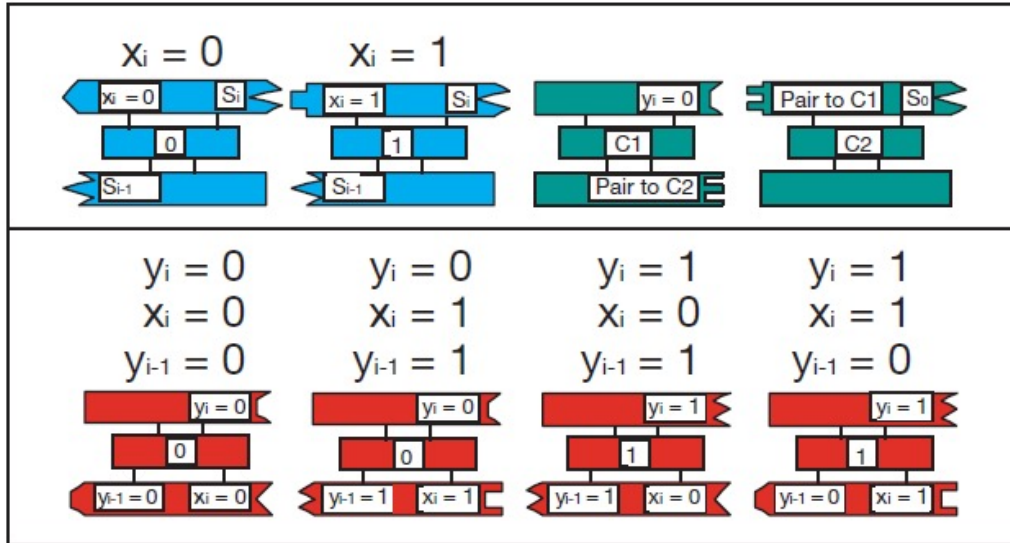 xi = 0 xi = 1
xi = 0 Si xi = 1 Si yi = 0 Pair to C1 S0
0 1 C1 C2
Si-1 Si-1 Pair to C2
yi = 0 yi = 0 yi = 1 yi = 1
xi = 0 xi = 1 xi = 0 xi = 1
yi-1 = 0 yi-1 = 1 yi-1 = 1 yi-1 = 0
yi = 0 yi = 0 yi = 1 yi = 1
0 0 1 1
yi-1 = 0 xi = 0 yi-1 = 1 xi = 1 yi-1 = 1 xi = 0 yi-1 = 0 xi = 1